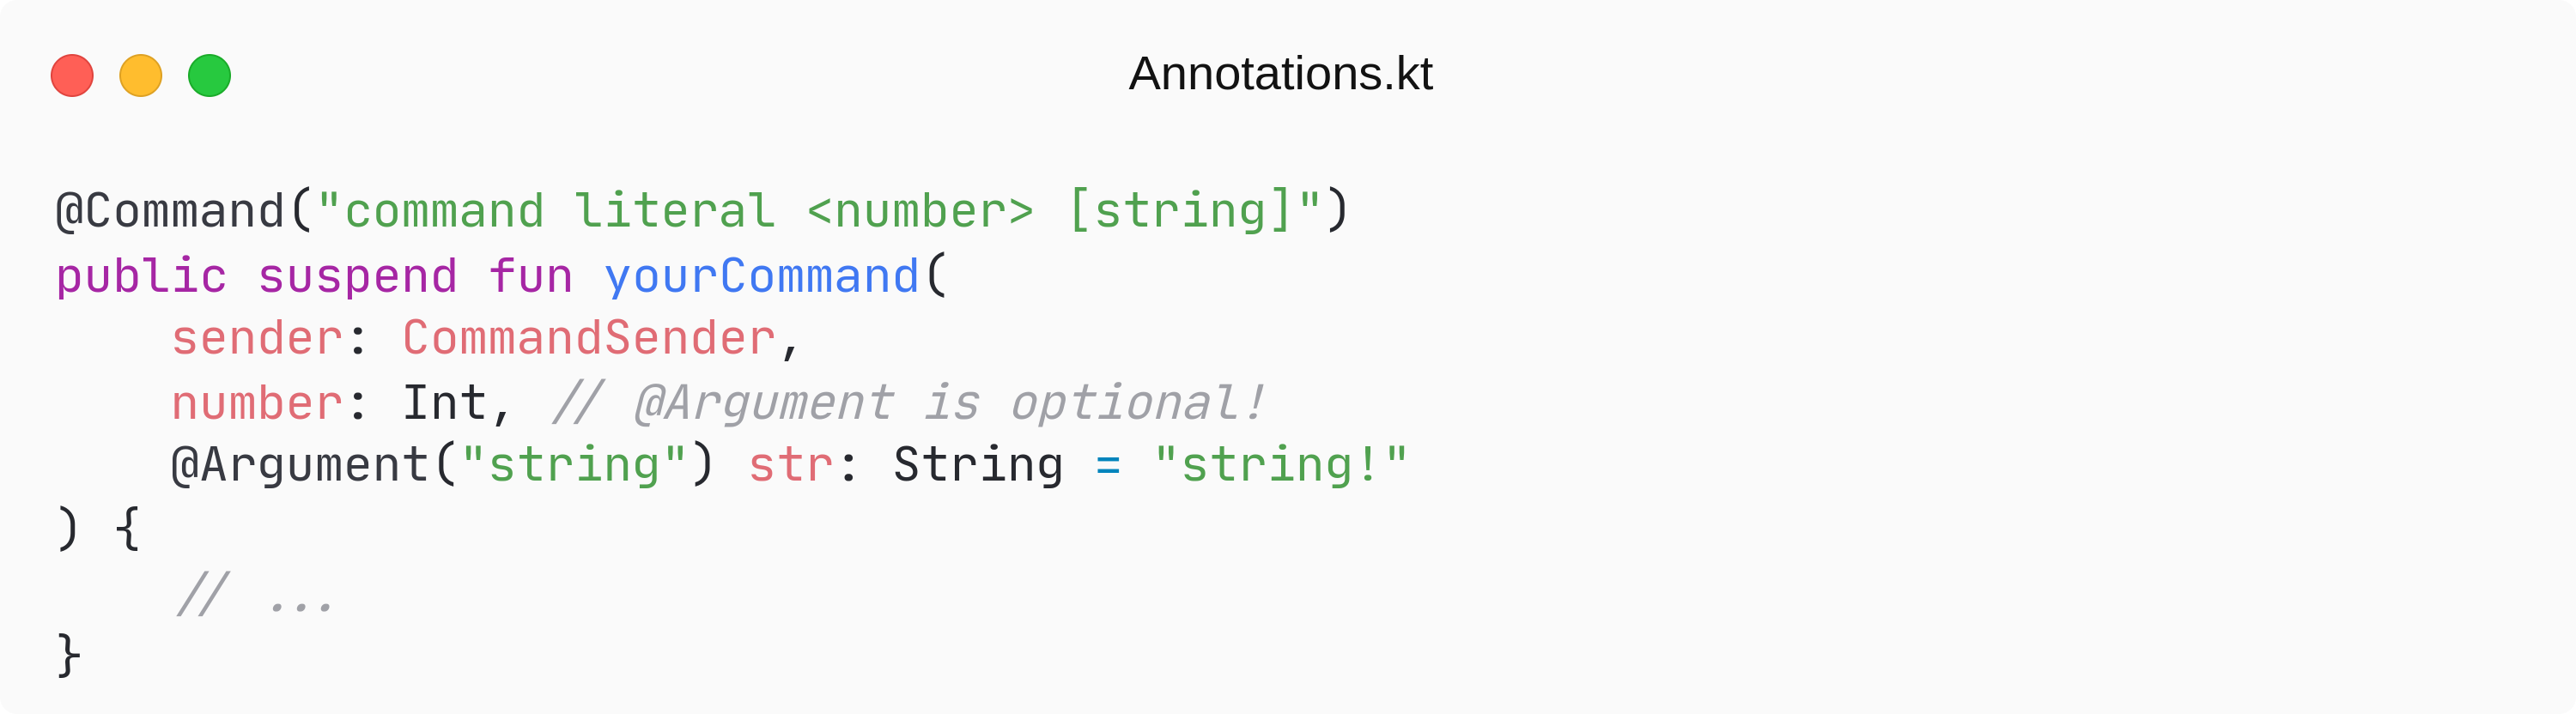 Annotations.kt
@Command("command literal <number> [string]")
public suspend fun yourCommand(
    sender: CommandSender,
    number: Int, // @Argument is optional!
    @Argument("string") str: String = "string!"
) {
    // ...
}